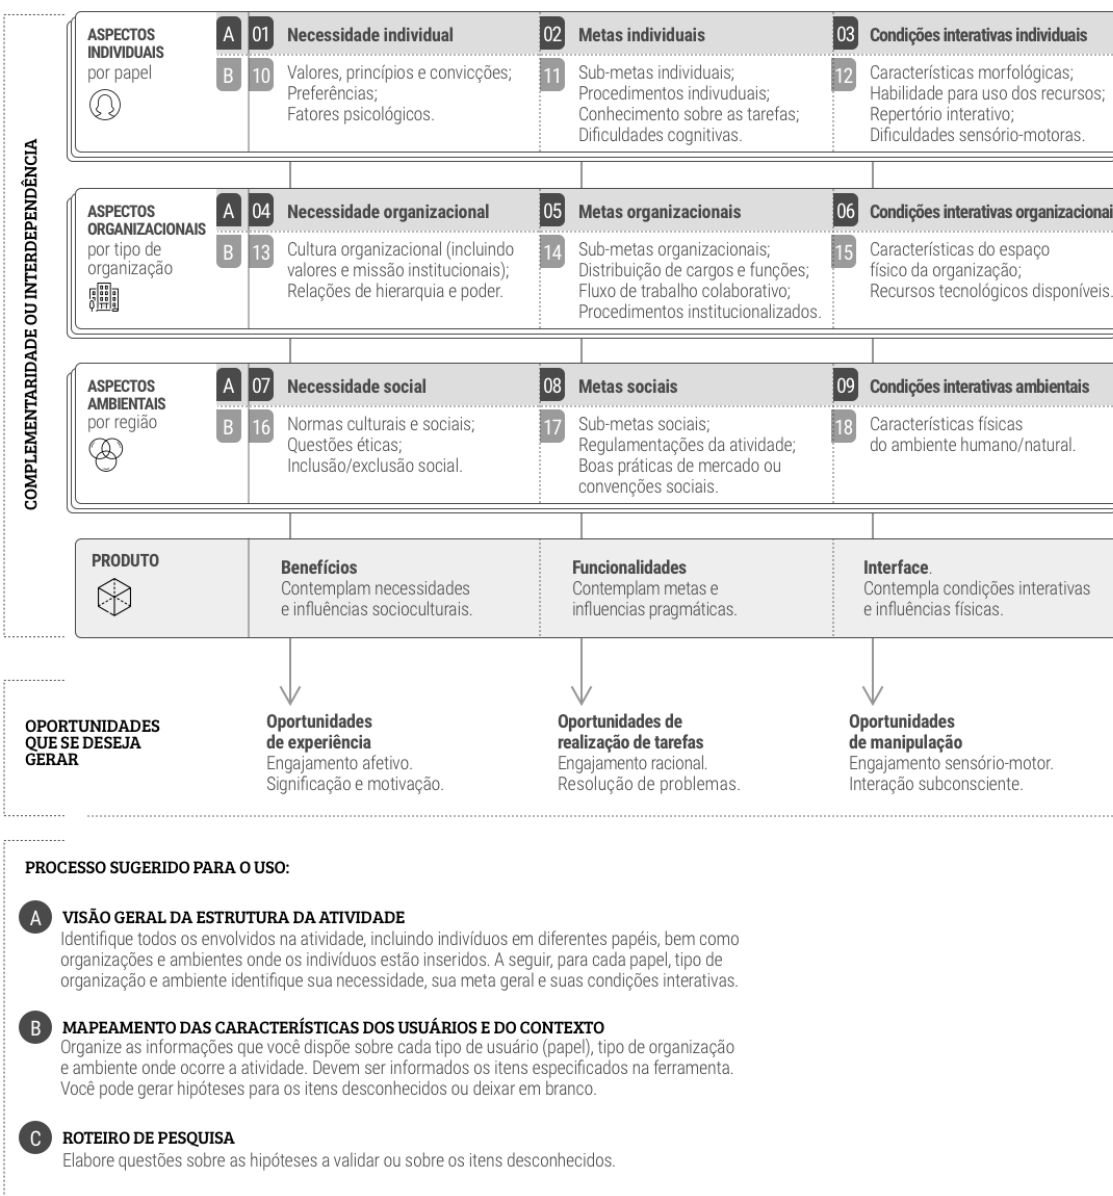 COMPLEMENTARIDADE OU INTERDEPENDÊNCIA
ASPECTOS
INDIVIDUAIS
por papel
A 01 Necessidade individual
B 10 Valores, princípios e convicções;
Preferências;
Fatores psicológicos.
02 Metas individuais
11 Sub-metas individuais;
Procedimentos indivuduais;
Conhecimento sobre as tarefas;
Dificuldades cognitivas.
03 Condições interativas individuais
12 Características morfológicas;
Habilidade para uso dos recursos;
Repertório interativo;
Dificuldades sensório-motoras.
ASPECTOS
ORGANIZACIONAIS
por tipo de
organização
A 04 Necessidade organizacional
B 13 Cultura organizacional (incluindo
valores e missão institucionais);
Relações de hierarquia e poder.
05 Metas organizacionais
14 Sub-metas organizacionais;
Distribuição de cargos e funções;
Fluxo de trabalho colaborativo;
Procedimentos institucionalizados.
06 Condições interativas organizacionai
15 Características do espaço
físico da organização;
Recursos tecnológicos disponíveis.
ASPECTOS
AMBIENTAIS
por região
A 07 Necessidade social
B 16 Normas culturais e sociais;
Questões éticas;
Inclusão/exclusão social.
08 Metas sociais
17 Sub-metas sociais;
Regulamentações da atividade;
Boas práticas de mercado ou
convenções sociais.
09 Condições interativas ambientais
18 Características físicas
do ambiente humano/natural.
PRODUTO
Benefícios
Contemplam necessidades
e influências socioculturais.
Funcionalidades
Contemplam metas e
influencias pragmáticas.
Interface.
Contempla condições interativas
e influências físicas.
OPORTUNIDADES
QUE SE DESEJA
GERAR
Oportunidades
de experiência
Engajamento afetivo.
Significação e motivação.
Oportunidades de
realização de tarefas
Engajamento racional.
Resolução de problemas.
Oportunidades
de manipulação
Engajamento sensório-motor.
Interação subconsciente.
PROCESSO SUGERIDO PARA O USO:
A VISÃO GERAL DA ESTRUTURA DA ATIVIDADE
Identifique todos os envolvidos na atividade, incluindo indivíduos em diferentes papéis, bem como
organizações e ambientes onde os indivíduos estão inseridos. A seguir, para cada papel, tipo de
organização e ambiente identifique sua necessidade, sua meta geral e suas condições interativas.
B MAPEAMENTO DAS CARACTERÍSTICAS DOS USUÁRIOS E DO CONTEXTO
Organize as informações que você dispõe sobre cada tipo de usuário (papel), tipo de organização
e ambiente onde ocorre a atividade. Devem ser informados os itens especificados na ferramenta.
Você pode gerar hipóteses para os itens desconhecidos ou deixar em branco.
C ROTEIRO DE PESQUISA
Elabore questões sobre as hipóteses a validar ou sobre os itens desconhecidos.